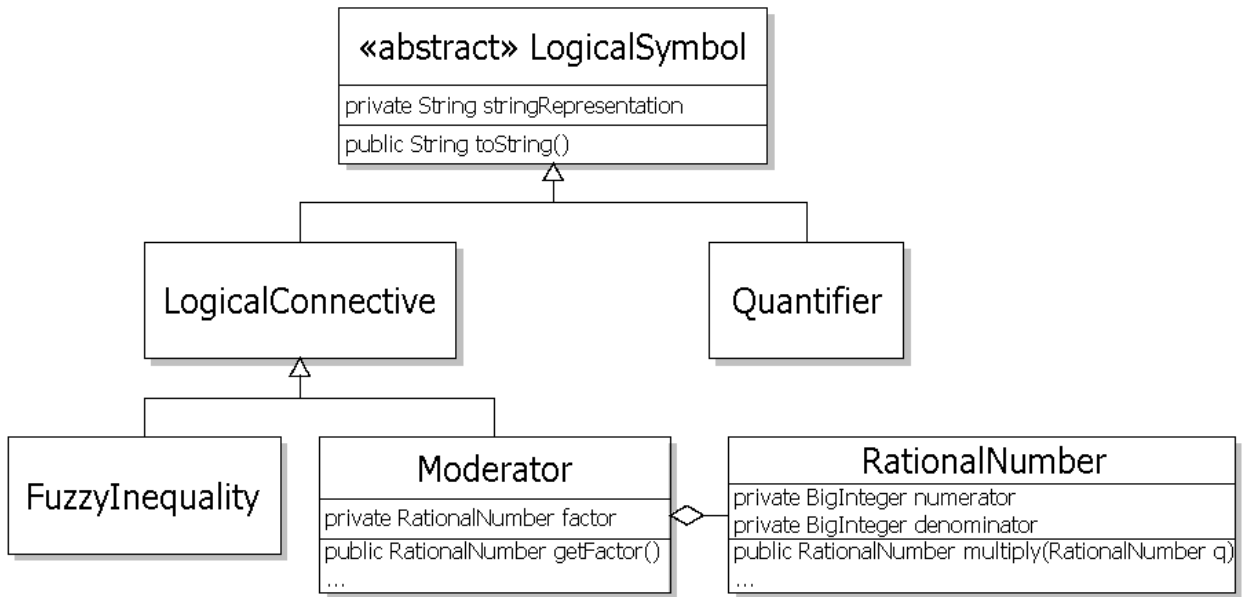 «abstract» LogicalSymbol
private String stringRepresentation
public String toString()
LogicalConnective
Quantifier
FuzzyInequality
Moderator
private RationalNumber factor
public RationalNumber getFactor()
...
RationalNumber
private BigInteger numerator
private BigInteger denominator
public RationalNumber multiply(RationalNumber q)
...